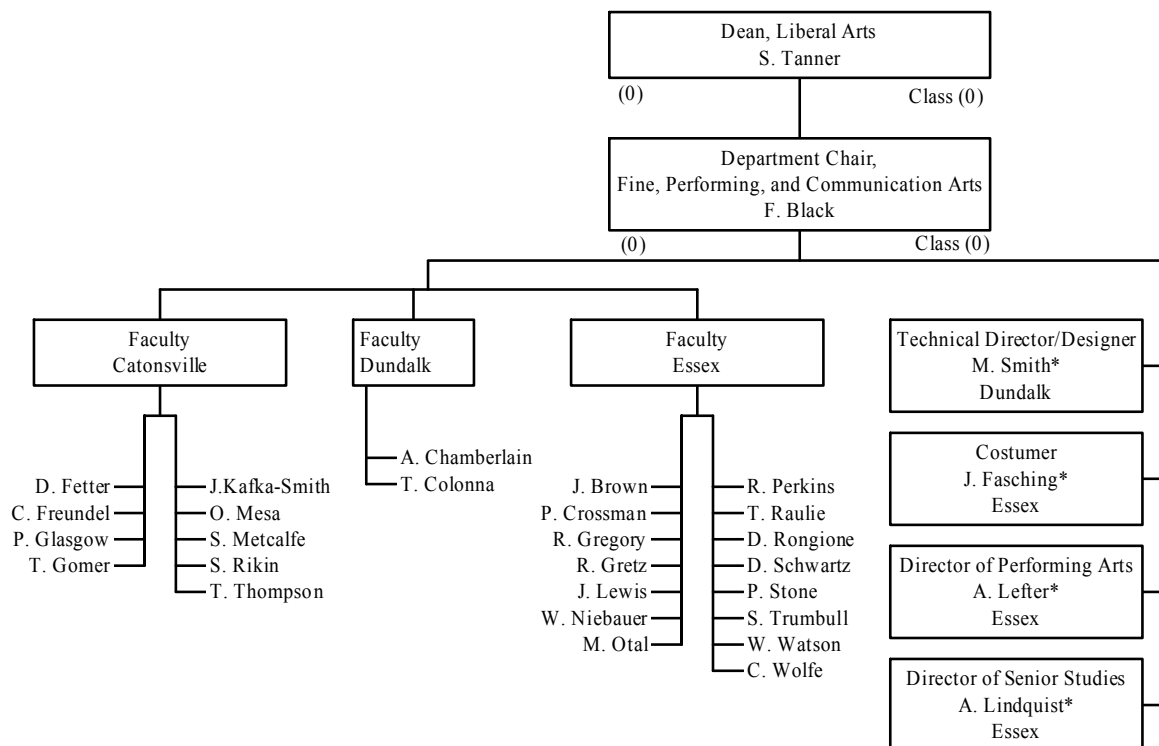 Dean, Liberal Arts
S. Tanner
(0)
Class (0)
Department Chair,
Fine, Performing, and Communication Arts
F. Black
(0)
Class (0)
Faculty
Catonsville
D. Fetter
C. Freundel
P. Glasgow
T. Gomer
J.Kafka-Smith
O. Mesa
S. Metcalfe
S. Rikin
T. Thompson
Faculty
Dundalk
A. Chamberlain
T. Colonna
Faculty
Essex
J. Brown
P. Crossman
R. Gregory
R. Gretz
J. Lewis
W. Niebauer
M. Otal
R. Perkins
T. Raulie
D. Rongione
D. Schwartz
P. Stone
S. Trumbull
W. Watson
C. Wolfe
Technical Director/Designer
M. Smith*
Dundalk
Costumer
J. Fasching*
Essex
Director of Performing Arts
A. Lefter*
Essex
Director of Senior Studies
A. Lindquist*
Essex